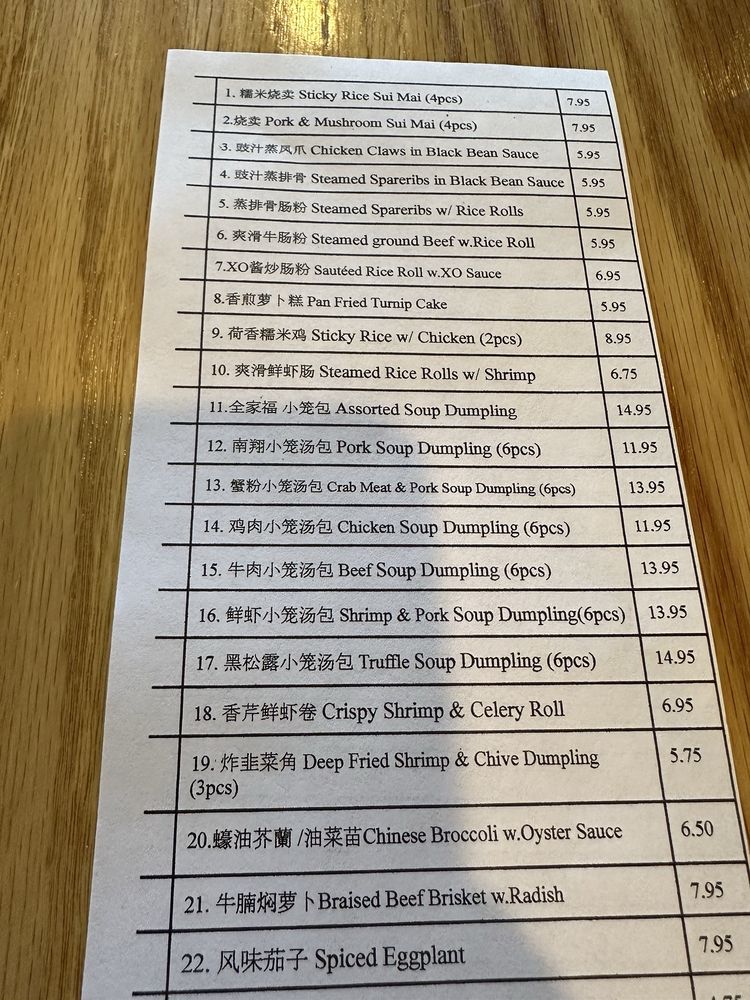 1. 糯米烧卖 Sticky Rice Sui Mai (4pcs) 7.95
2.烧卖 Pork & Mushroom Sui Mai (4pcs) 7.95
3. 豉汁蒸凤爪 Chicken Claws in Black Bean Sauce 5.95
4. 豉汁蒸排骨 Steamed Spareribs in Black Bean Sauce 5.95
5. 蒸排骨肠粉 Steamed Spareribs w/ Rice Rolls 5.95
6. 爽滑牛肠粉 Steamed ground Beef w.Rice Roll 5.95
7.XO酱炒肠粉 Sautéed Rice Roll w.XO Sauce 6.95
8.香煎萝卜糕 Pan Fried Turnip Cake 5.95
9. 荷香糯米鸡 Sticky Rice w/ Chicken (2pcs) 8.95
10. 爽滑鲜虾肠 Steamed Rice Rolls w/ Shrimp 6.75
11.全家福 小笼包 Assorted Soup Dumpling 14.95
12. 南翔小笼汤包 Pork Soup Dumpling (6pcs) 11.95
13. 蟹粉小笼汤包 Crab Meat & Pork Soup Dumpling (6pcs) 13.95
14. 鸡肉小笼汤包 Chicken Soup Dumpling (6pcs) 11.95
15. 牛肉小笼汤包 Beef Soup Dumpling (6pcs) 13.95
16. 鲜虾小笼汤包 Shrimp & Pork Soup Dumpling(6pcs) 13.95
17. 黑松露小笼汤包 Truffle Soup Dumpling (6pcs) 14.95
18. 香芹鲜虾卷 Crispy Shrimp & Celery Roll 6.95
19. 炸韭菜角 Deep Fried Shrimp & Chive Dumpling 5.75
(3pcs)
20.蠔油芥蘭 /油菜苗Chinese Broccoli w.Oyster Sauce 6.50
21. 牛腩焖萝卜Braised Beef Brisket w.Radish 7.95
22. 风味茄子 Spiced Eggplant 7.95